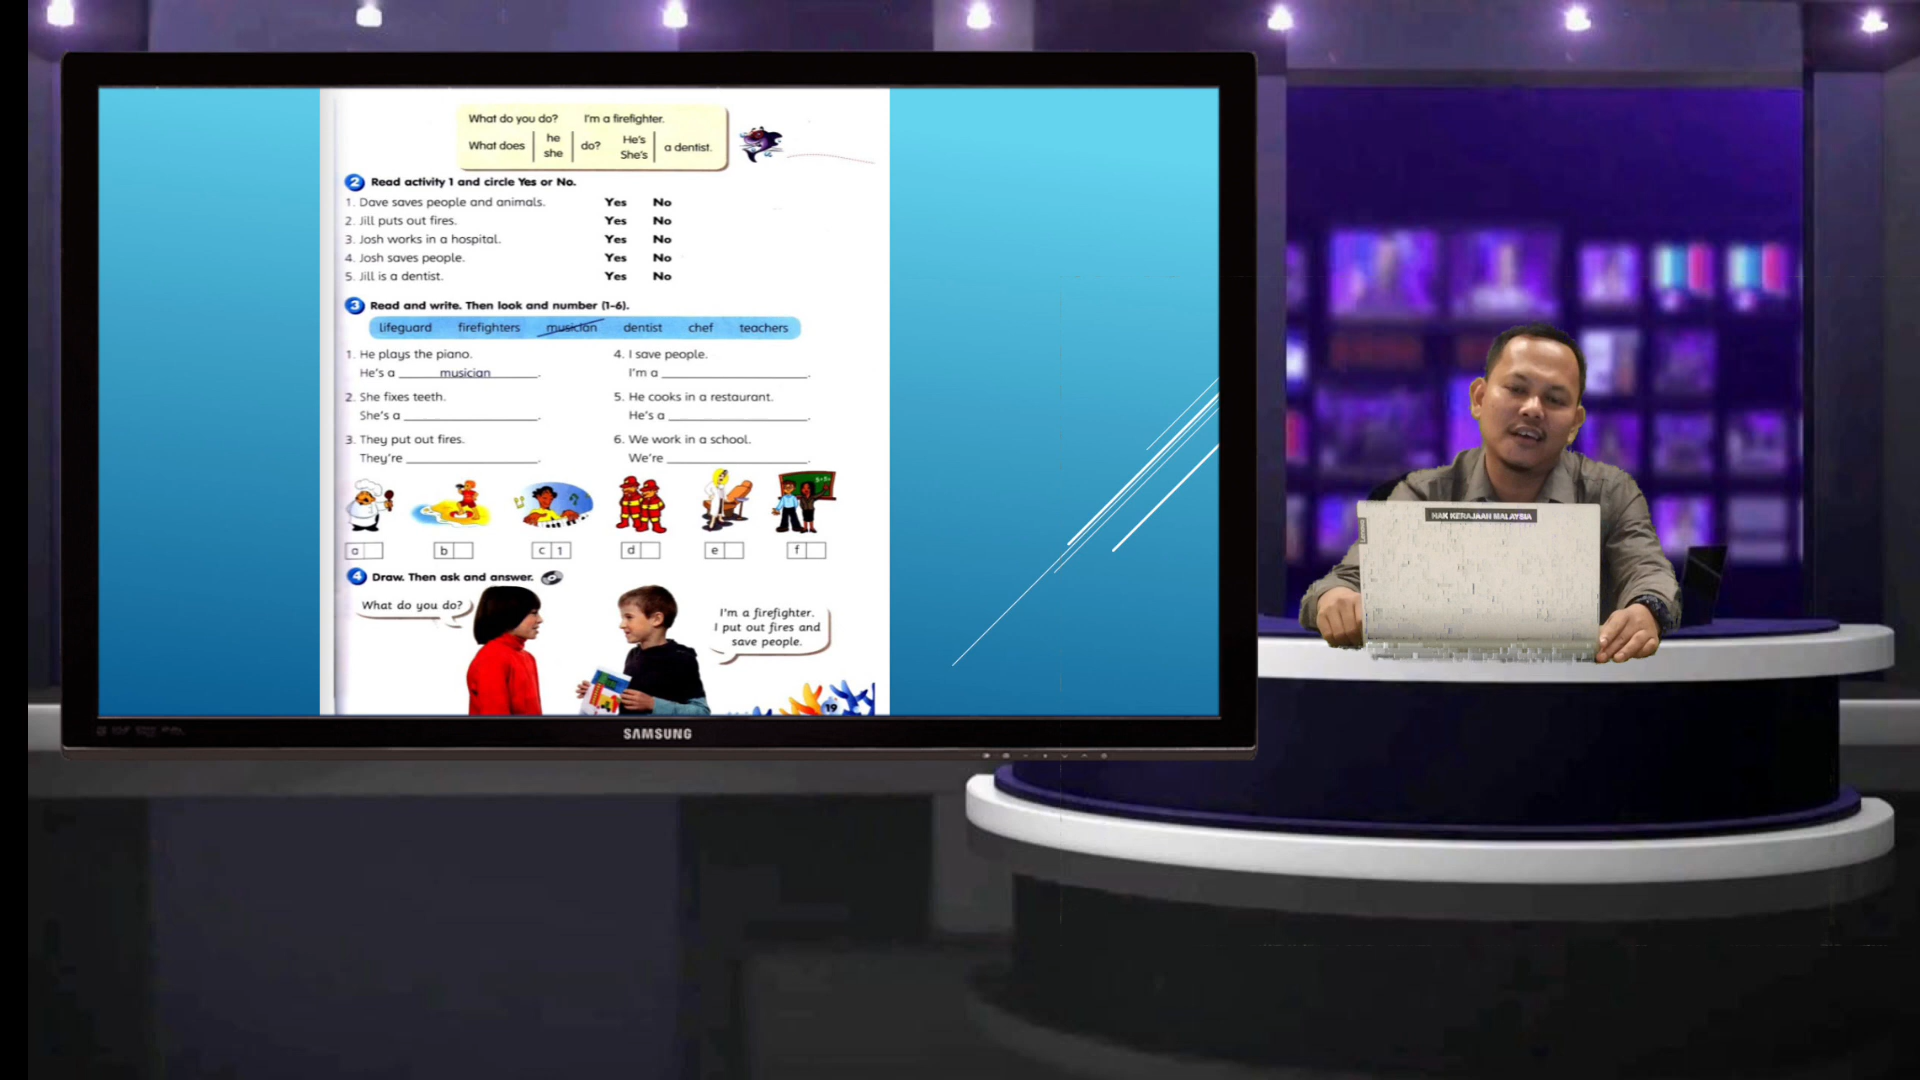 What do you do? I'm a firefighter.
What does he she do? He's She's a dentist.
2 Read activity 1 and circle Yes or No.
1. Dave saves people and animals. Yes No
2. Jill puts out fires. Yes No
3. Josh works in a hospital. Yes No
4. Josh saves people. Yes No
5. Jill is a dentist. Yes No
3 Read and write. Then look and number (1-6).
lifeguard firefighters musician dentist chef teachers
1. He plays the piano.
He's a musician.
2. She fixes teeth.
She's a ____.
3. They put out fires.
They're ____.
4. I save people.
I'm a ____.
5. He cooks in a restaurant.
He's a ____.
6. We work in a school.
We're ____.
a b c 1 d e f
4 Draw. Then ask and answer.
What do you do?
I'm a firefighter.
I put out fires and
save people.
19
SAMSUNG
HAK KERAJAAN MALAYSIA
Lenovo